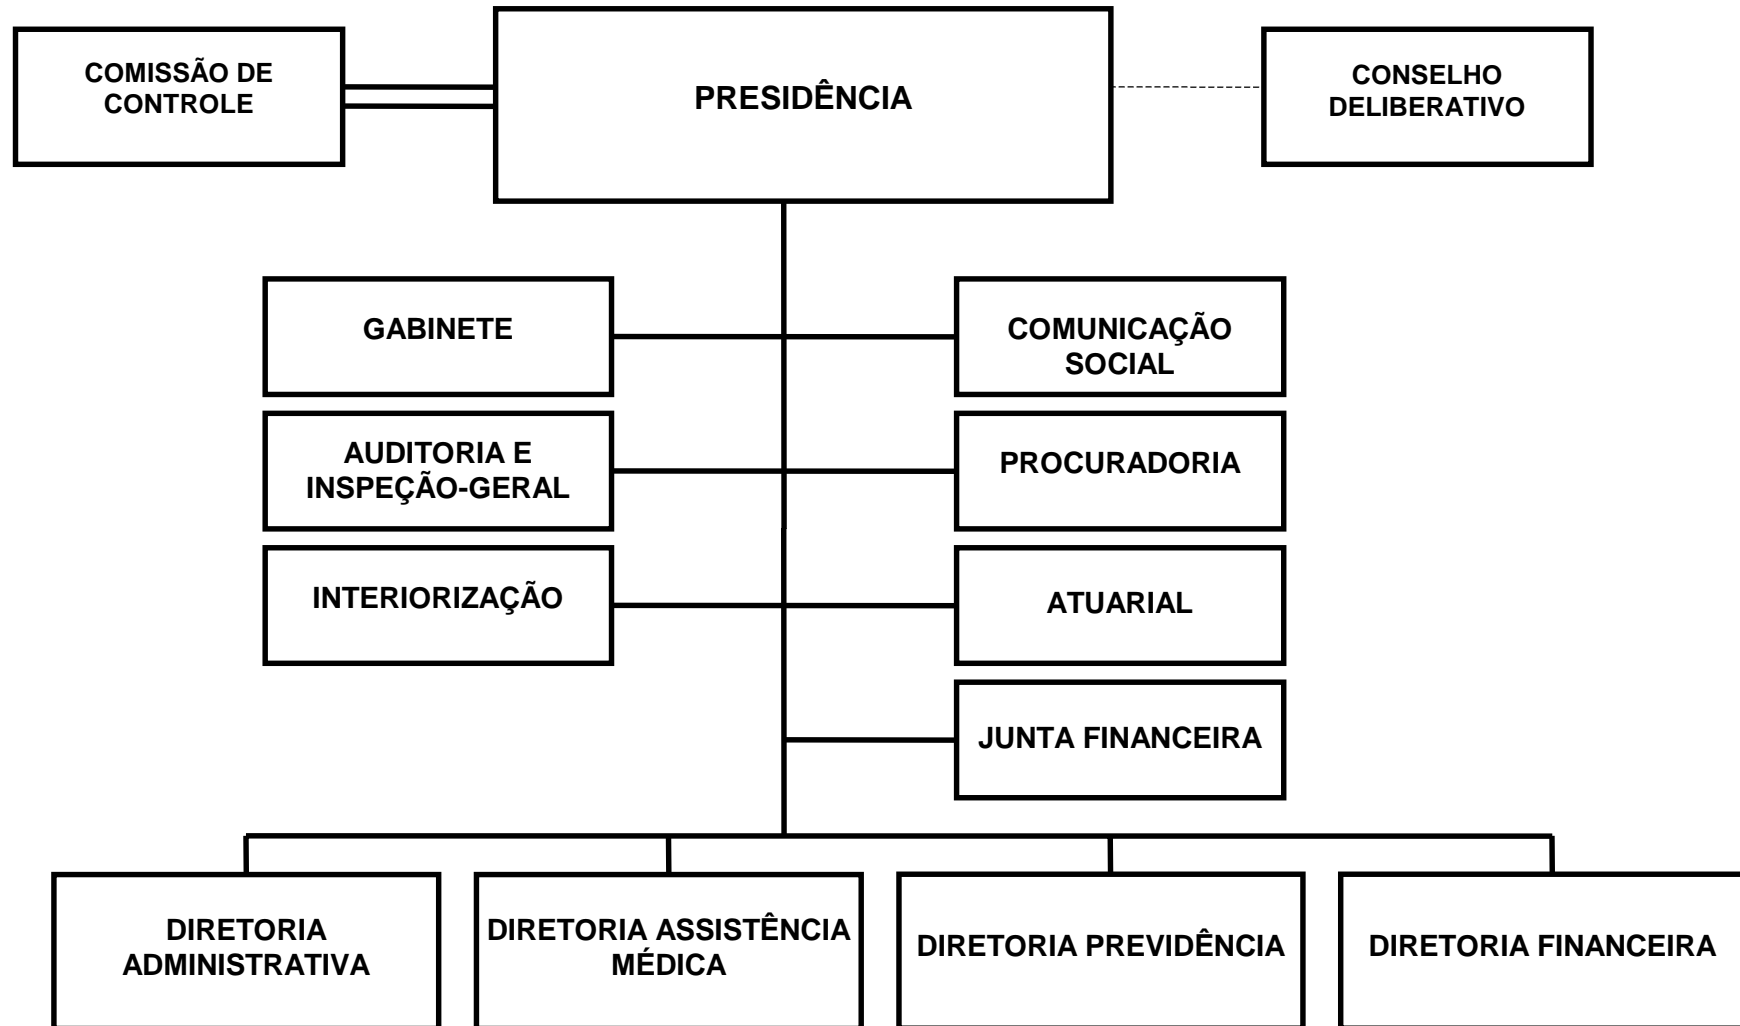 COMISSÃO DE
CONTROLE
PRESIDÊNCIA
CONSELHO
DELIBERATIVO
GABINETE
COMUNICAÇÃO
SOCIAL
AUDITORIA E
INSPEÇÃO-GERAL
PROCURADORIA
INTERIORIZAÇÃO
ATUARIAL
JUNTA FINANCEIRA
DIRETORIA
ADMINISTRATIVA
DIRETORIA ASSISTÊNCIA
MÉDICA
DIRETORIA PREVIDÊNCIA
DIRETORIA FINANCEIRA